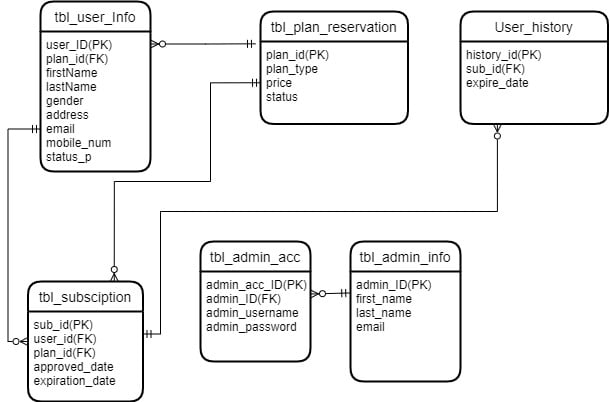 tbl_user_Info
user_ID(PK)
plan_id(FK)
firstName
lastName
gender
address
email
mobile_num
status_p
tbl_plan_reservation
plan_id(PK)
plan_type
price
status
User_history
history_id(PK)
sub_id(FK)
expire_date
tbl_subsciption
sub_id(PK)
user_id(FK)
plan_id(FK)
approved_date
expiration_date
tbl_admin_acc
admin_acc_ID(PK)
admin_ID(FK)
admin_username
admin_password
tbl_admin_info
admin_ID(PK)
first_name
last_name
email